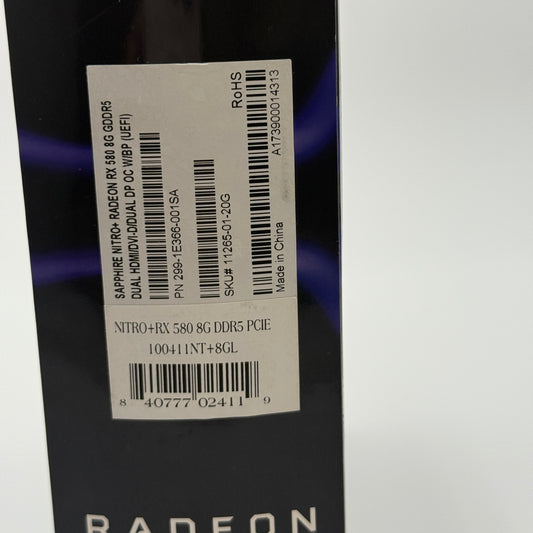 SAPPHIRE NITRO+ RADEON RX 580 8G GDDR5
DUAL HDMI/DVI-D/DUAL DP OC W/BP (UEFI)
PN 299-1E366-001SA
SKU# 11265-01-20G
RoHS
A173900014313
Made in China
NITRO+RX 580 8G DDR5 PCIE
100411NT+8GL
8 40777 02411 9
RADEON